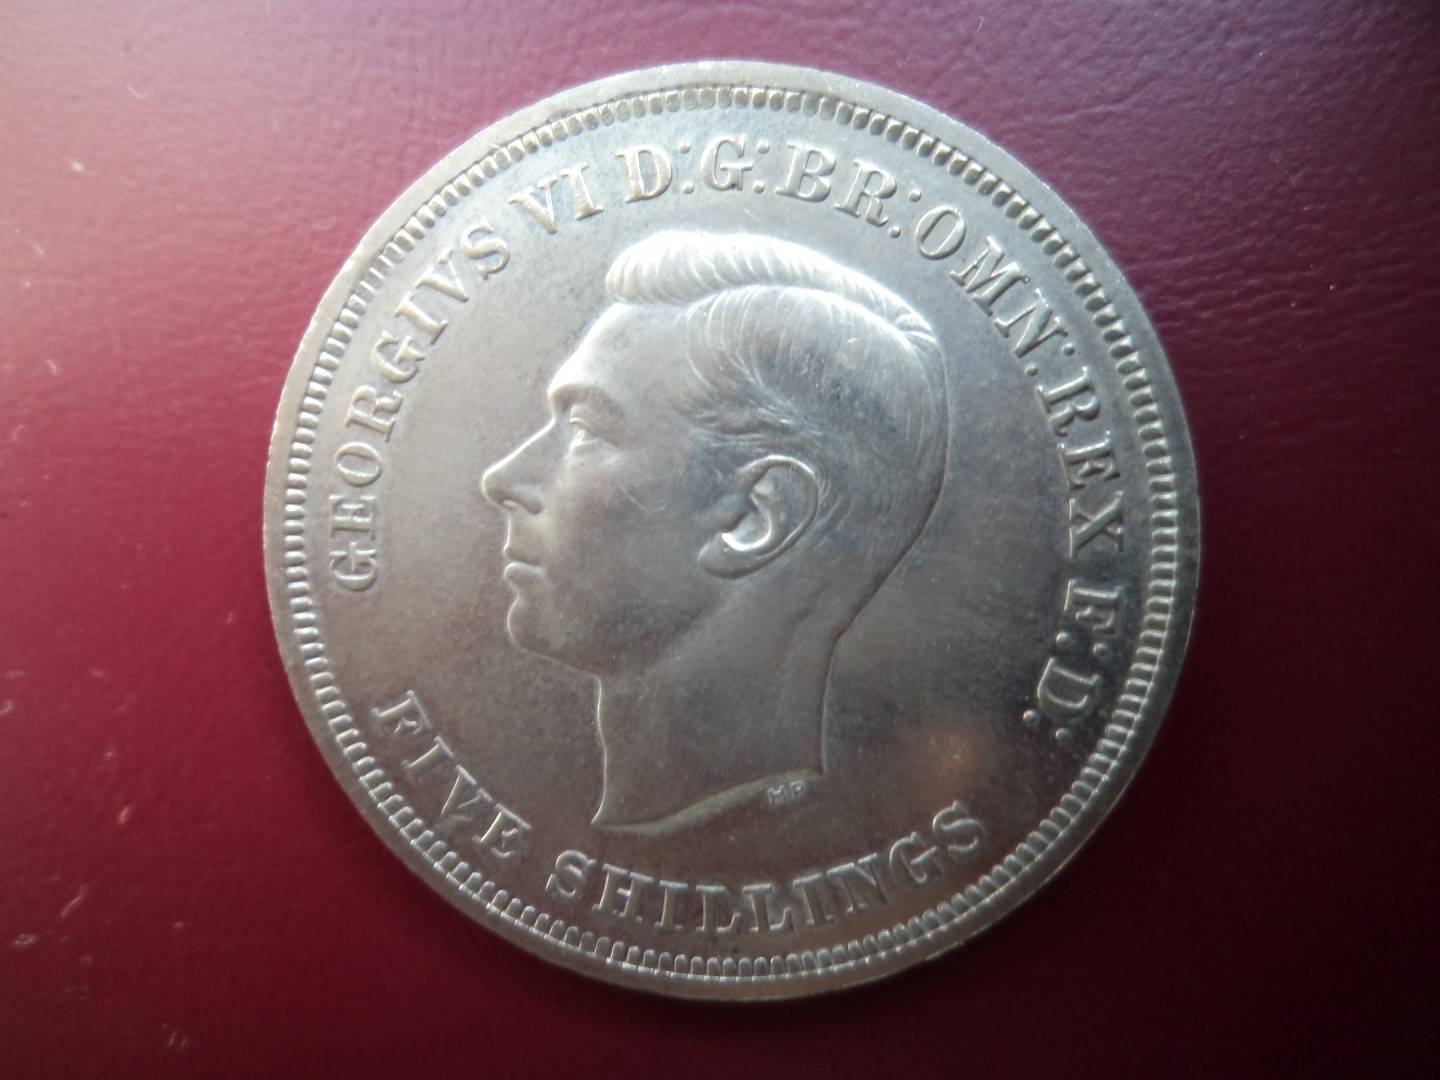 GEORGIVS VI D:G:BR:OMN:REX F:D:
FIVE SHILLINGS
HP